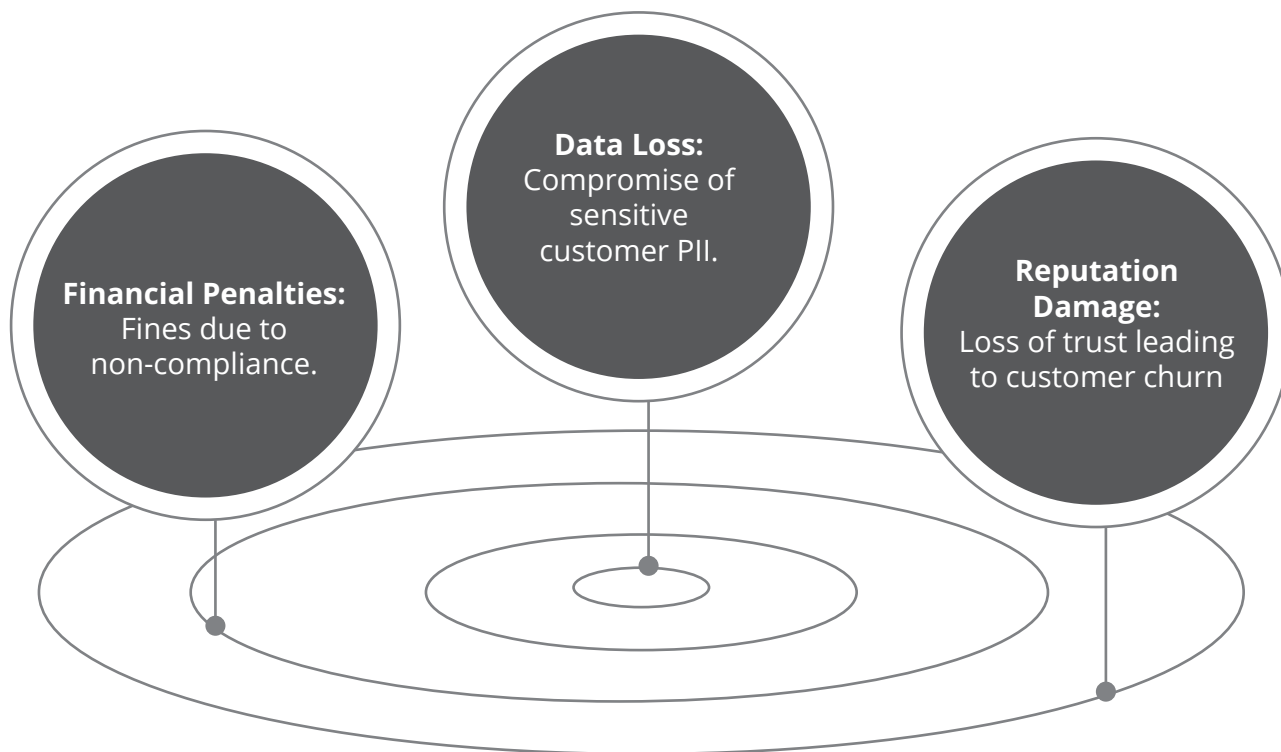 Financial Penalties:
Fines due to
non-compliance.
Data Loss:
Compromise of
sensitive
customer PII.
Reputation
Damage:
Loss of trust leading
to customer churn